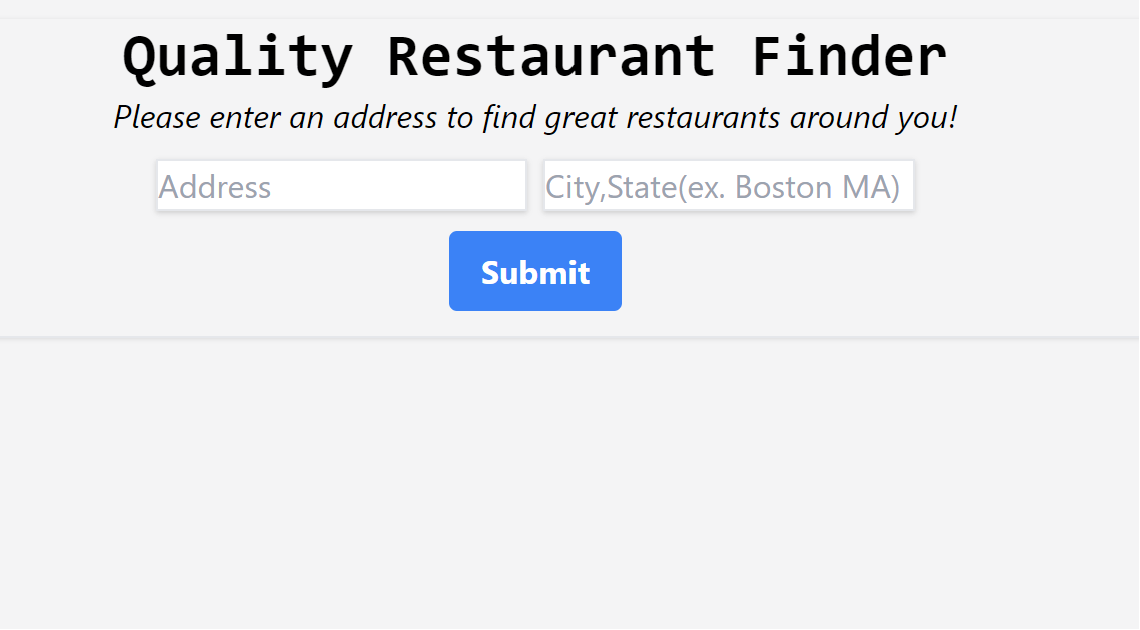 Quality Restaurant Finder
Please enter an address to find great restaurants around you!
Address City,State(ex. Boston MA)
Submit